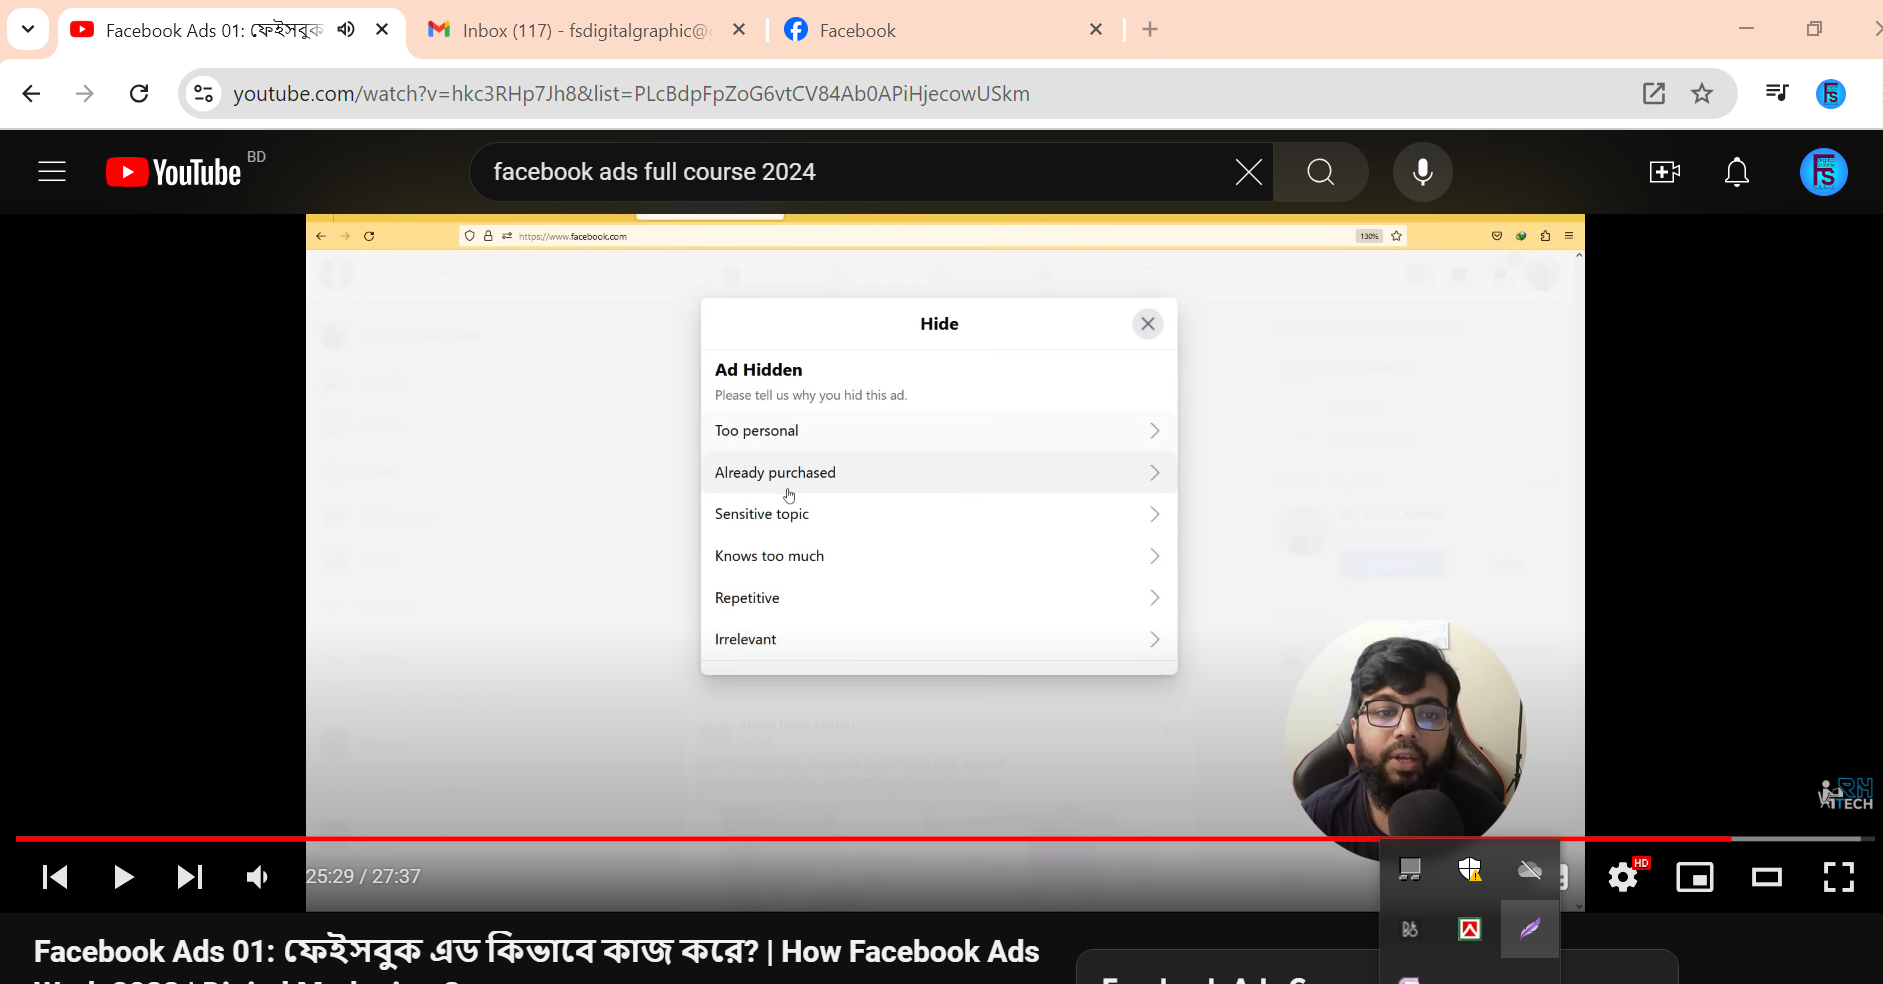 Facebook Ads 01: ফেইসবুক
Inbox (117) - fsdigitalgraphic@
Facebook
youtube.com/watch?v=hkc3RHp7Jh8&list=PLcBdpFpZoG6vtCV84Ab0APiHjecowUSkm
YouTube BD
facebook ads full course 2024
https://www.facebook.com
130%
Hide
Ad Hidden
Please tell us why you hid this ad.
Too personal
Already purchased
Sensitive topic
Knows too much
Repetitive
Irrelevant
RH
ITECH
25:29 / 27:37
HD
Facebook Ads 01: ফেইসবুক এড কিভাবে কাজ করে? | How Facebook Ads